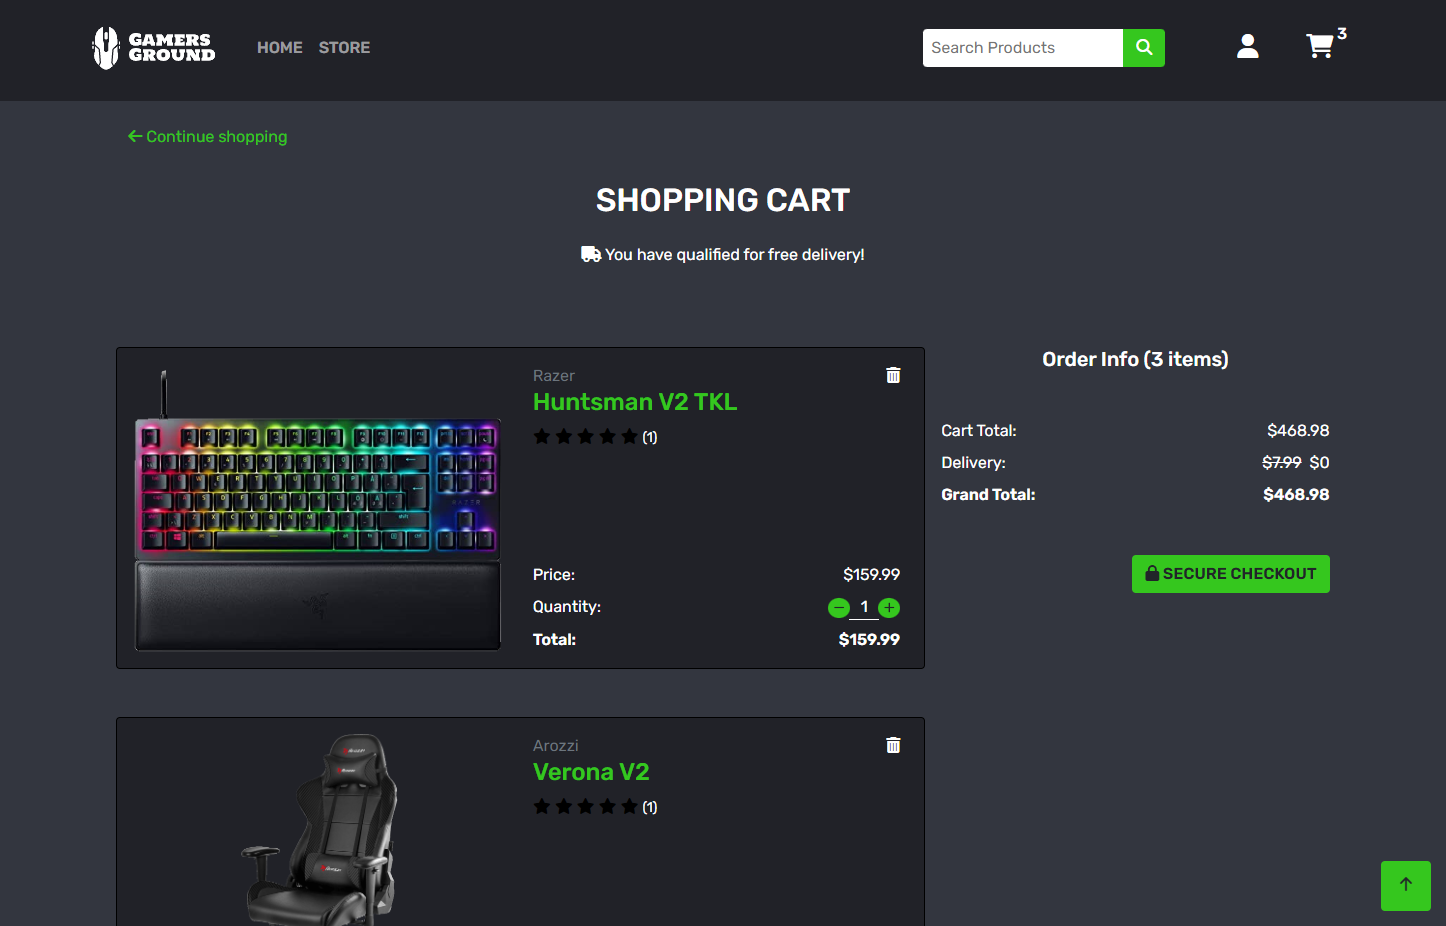 GAMERS
GROUND
HOME
STORE
Search Products
3
Continue shopping
SHOPPING CART
You have qualified for free delivery!
Razer
Huntsman V2 TKL
(1)
Price: $159.99
Quantity: 1
Total: $159.99
Order Info (3 items)
Cart Total: $468.98
Delivery: $7.99 $0
Grand Total: $468.98
SECURE CHECKOUT
Arozzi
Verona V2
(1)